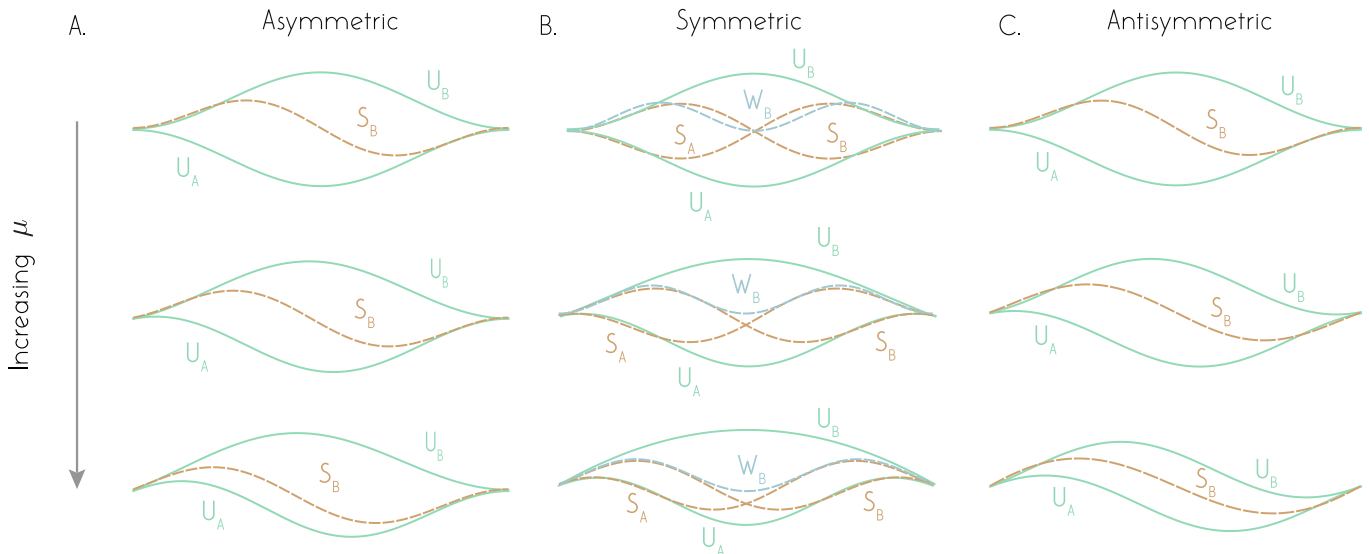 A.
Asymmetric
B.
Symmetric
C.
Antisymmetric
Increasing μ
U_B
S_B
U_A
U_B
W_B
S_A
S_B
U_A
U_B
S_B
U_A
U_B
S_B
U_A
U_B
W_B
S_A
S_B
U_A
U_B
S_B
U_A
U_B
S_B
U_A
U_B
W_B
S_A
S_B
U_A
U_B
S_B
U_A